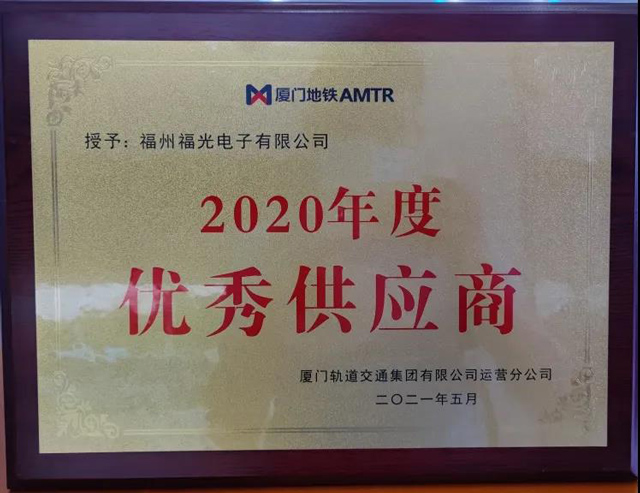 厦门地铁AMTR
授予：福州福光电子有限公司
2020年度
优秀供应商
厦门轨道交通集团有限公司运营分公司
二〇二一年五月